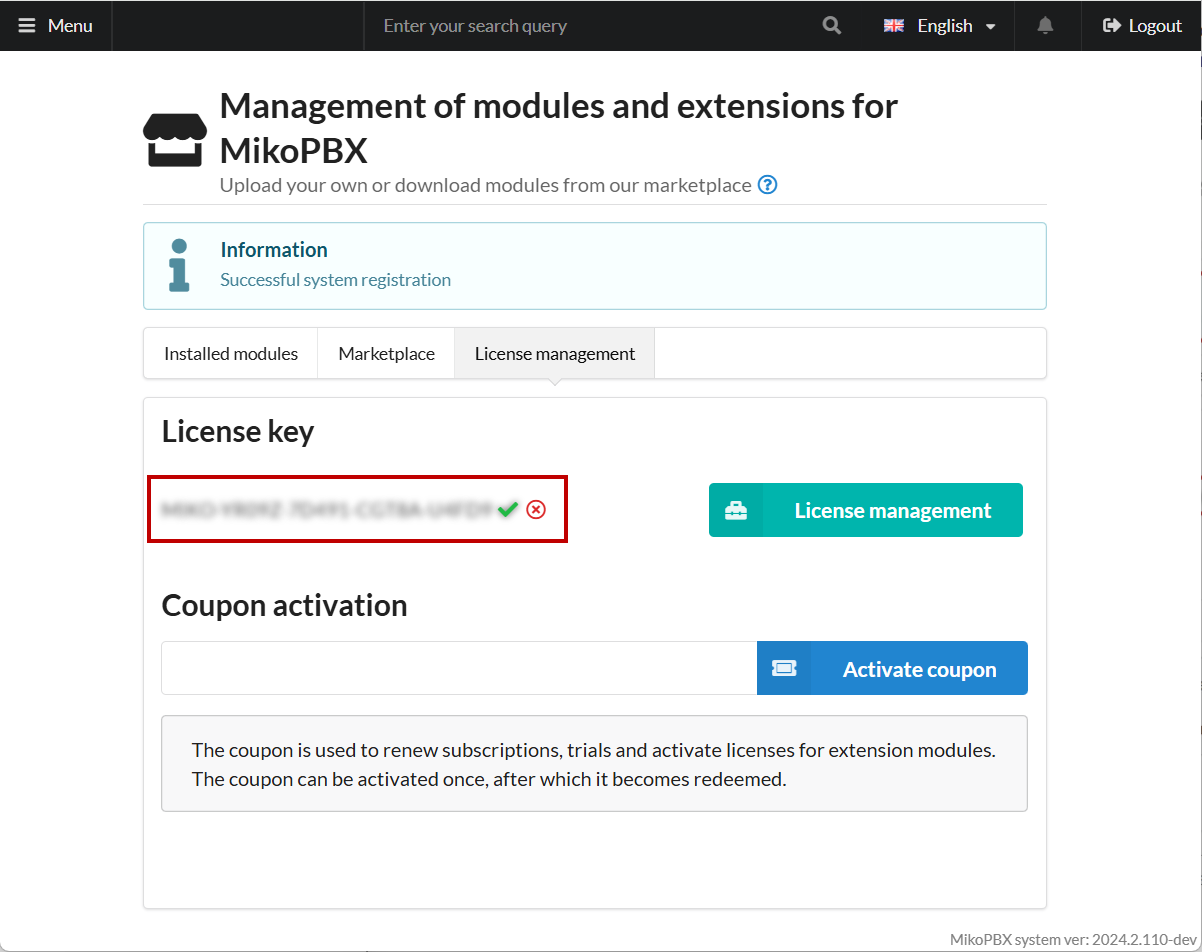 Menu
Enter your search query
English
Logout
Management of modules and extensions for
MikoPBX
Upload your own or download modules from our marketplace
Information
Successful system registration
Installed modules
Marketplace
License management
License key
License management
Coupon activation
Activate coupon
The coupon is used to renew subscriptions, trials and activate licenses for extension modules.
The coupon can be activated once, after which it becomes redeemed.
MikoPBX system ver: 2024.2.110-dev